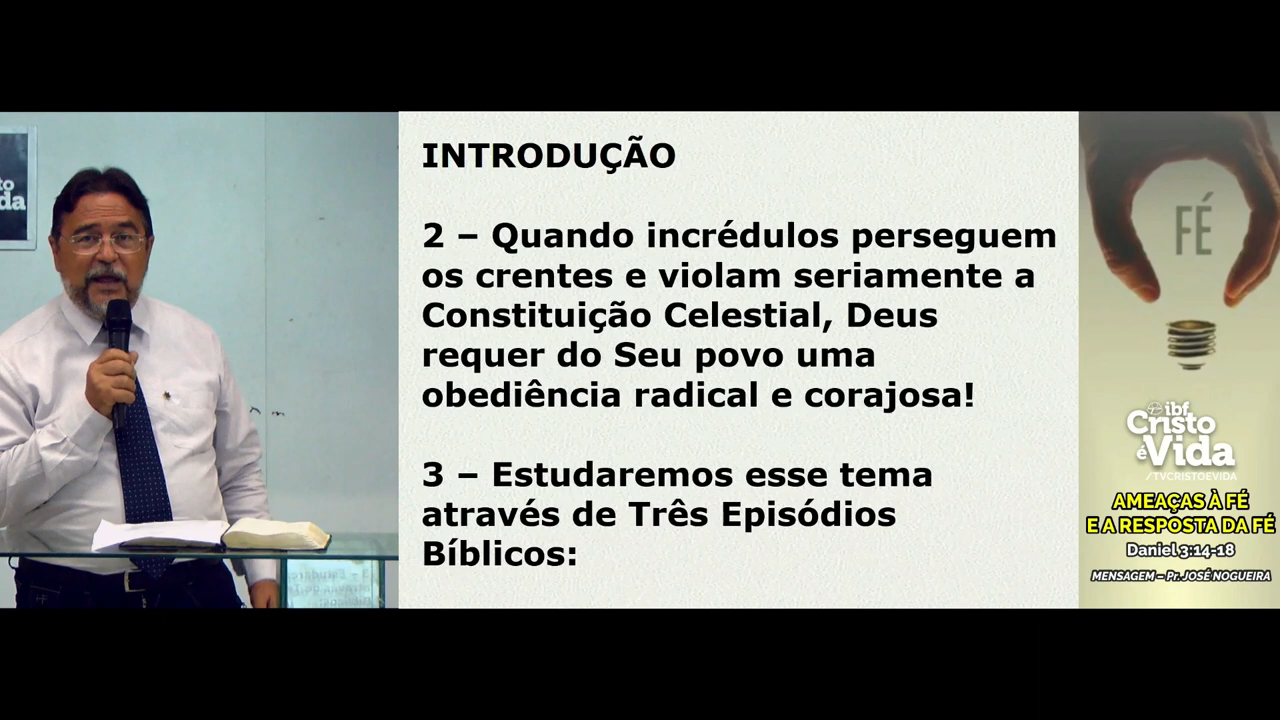 to
da
INTRODUÇÃO
2 – Quando incrédulos perseguem
os crentes e violam seriamente a
Constituição Celestial, Deus
requer do Seu povo uma
obediência radical e corajosa!
3 – Estudaremos esse tema
através de Três Episódios
Bíblicos:
FÉ
ibf
Cristo
é Vida
/TVCRISTOEVIDA
AMEAÇAS À FÉ
E A RESPOSTA DA FÉ
Daniel 3:14-18
MENSAGEM – Pr. JOSÉ NOGUEIRA